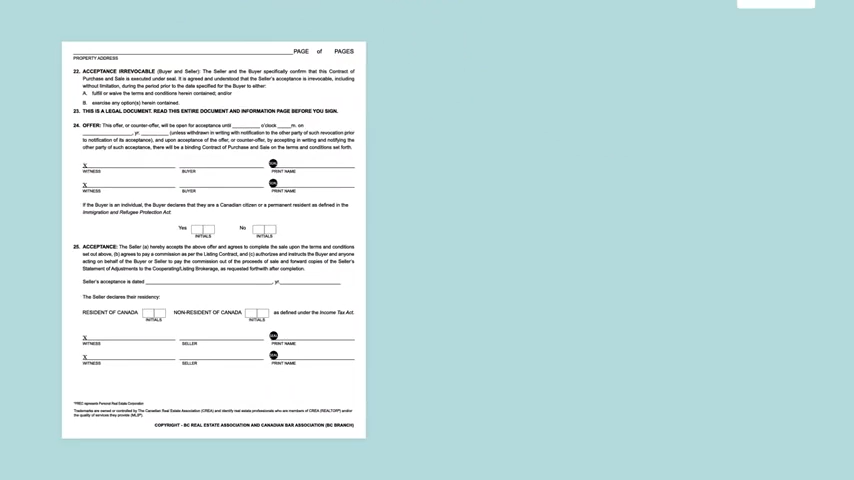 PAGE of PAGES
PROPERTY ADDRESS
22. ACCEPTANCE IRREVOCABLE (Buyer and Seller): The Seller and the Buyer specifically confirm that this Contract of
Purchase and Sale is executed under seal. It is agreed and understood that the Seller's acceptance is irrevocable, including
without limitation, during the period prior to the date specified for the Buyer to either:
A. fulfill or waive the terms and conditions herein contained; and/or
B. exercise any option(s) herein contained.
23. THIS IS A LEGAL DOCUMENT. READ THIS ENTIRE DOCUMENT AND INFORMATION PAGE BEFORE YOU SIGN.
24. OFFER: This offer, or counter-offer, will be open for acceptance until __________ o'clock _____m. on
__________________, yr. __________ (unless withdrawn in writing with notification to the other party of such revocation prior
to notification of its acceptance), and upon acceptance of the offer, or counter-offer, by accepting in writing and notifying the
other party of such acceptance, there will be a binding Contract of Purchase and Sale on the terms and conditions set forth.
X SEAL
WITNESS BUYER PRINT NAME
X SEAL
WITNESS BUYER PRINT NAME
If the Buyer is an individual, the Buyer declares that they are a Canadian citizen or a permanent resident as defined in the
Immigration and Refugee Protection Act:
Yes No
INITIALS INITIALS
25. ACCEPTANCE: The Seller (a) hereby accepts the above offer and agrees to complete the sale upon the terms and conditions
set out above, (b) agrees to pay a commission as per the Listing Contract, and (c) authorizes and instructs the Buyer and anyone
acting on behalf of the Buyer or Seller to pay the commission out of the proceeds of sale and forward copies of the Seller's
Statement of Adjustments to the Cooperating/Listing Brokerage, as requested forthwith after completion.
Seller's acceptance is dated ______________________________, yr.______________
The Seller declares their residency:
RESIDENT OF CANADA NON-RESIDENT OF CANADA as defined under the Income Tax Act.
INITIALS INITIALS
X SEAL
WITNESS SELLER PRINT NAME
X SEAL
WITNESS SELLER PRINT NAME
*PREC represents Personal Real Estate Corporation
Trademarks are owned or controlled by The Canadian Real Estate Association (CREA) and identify real estate professionals who are members of CREA (REALTOR®) and/or
the quality of services they provide (MLS®).
COPYRIGHT - BC REAL ESTATE ASSOCIATION AND CANADIAN BAR ASSOCIATION (BC BRANCH)